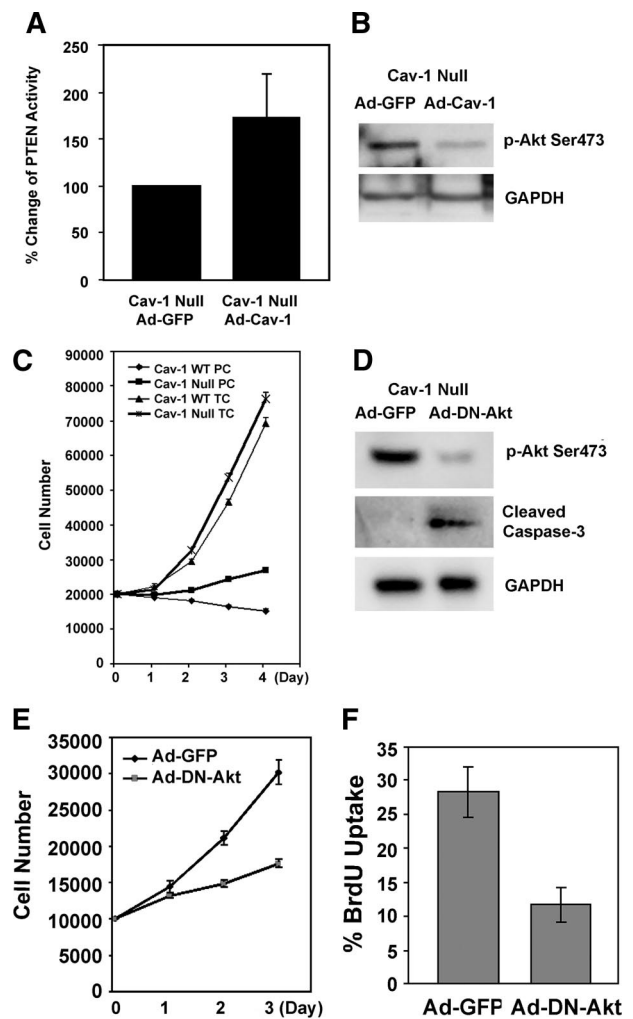 A
% Change of PTEN Activity
250
200
150
100
50
0
Cav-1 Null
Ad-GFP
Cav-1 Null
Ad-Cav-1
B
Cav-1 Null
Ad-GFP Ad-Cav-1
p-Akt Ser473
GAPDH
C
Cell Number
90000
80000
70000
60000
50000
40000
30000
20000
10000
0
Cav-1 WT PC
Cav-1 Null PC
Cav-1 WT TC
Cav-1 Null TC
0 1 2 3 4 (Day)
D
Cav-1 Null
Ad-GFP Ad-DN-Akt
p-Akt Ser473
Cleaved
Caspase-3
GAPDH
E
Cell Number
35000
30000
25000
20000
15000
10000
5000
0
Ad-GFP
Ad-DN-Akt
0 1 2 3 (Day)
F
% BrdU Uptake
35
30
25
20
15
10
5
0
Ad-GFP Ad-DN-Akt